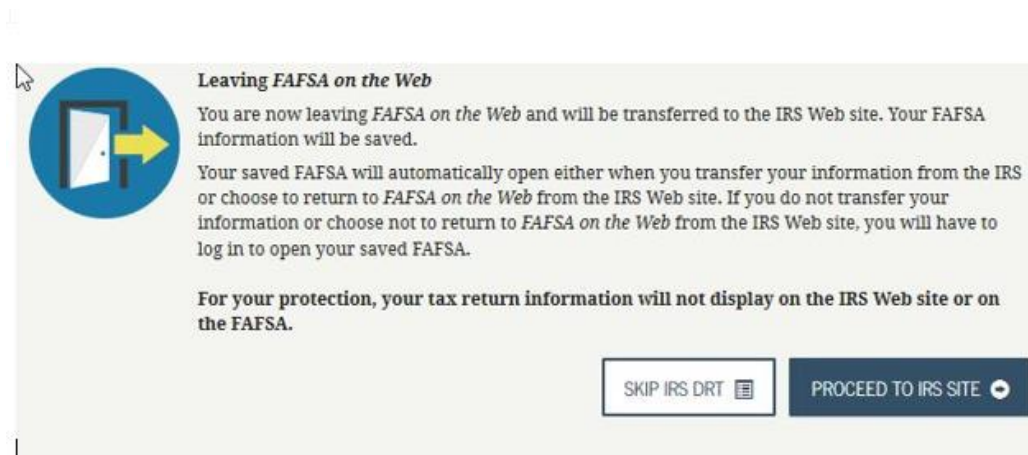 Leaving FAFSA on the Web
You are now leaving FAFSA on the Web and will be transferred to the IRS Web site. Your FAFSA
information will be saved.
Your saved FAFSA will automatically open either when you transfer your information from the IRS
or choose to return to FAFSA on the Web from the IRS Web site. If you do not transfer your
information or choose not to return to FAFSA on the Web from the IRS Web site, you will have to
log in to open your saved FAFSA.
For your protection, your tax return information will not display on the IRS Web site or on
the FAFSA.
SKIP IRS DRT
PROCEED TO IRS SITE